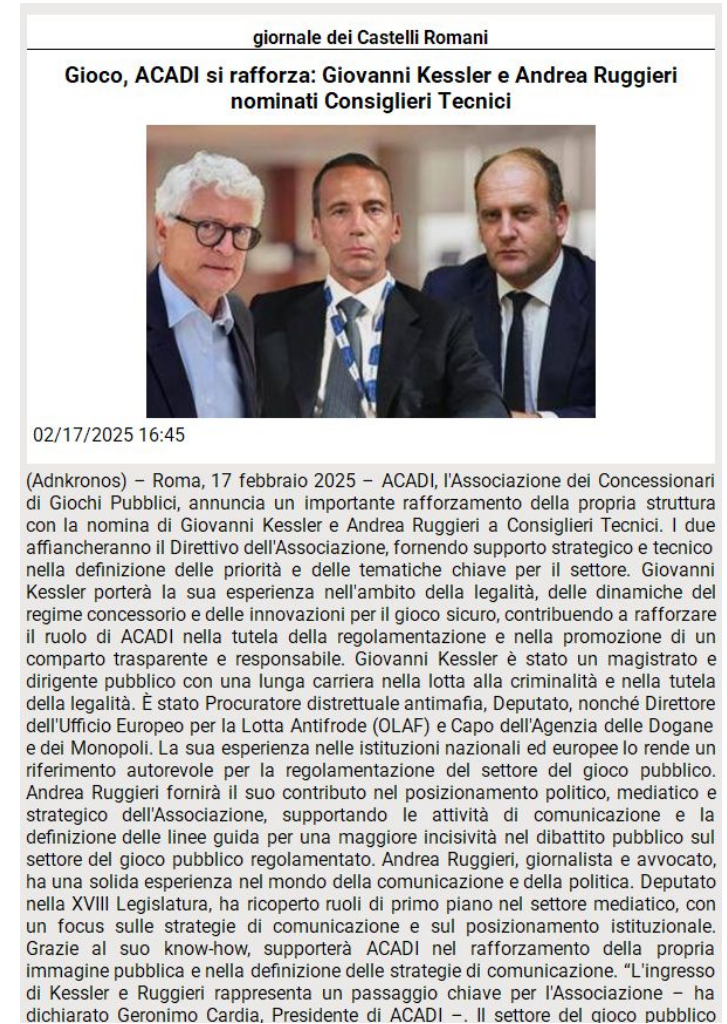 giornale dei Castelli Romani
Gioco, ACADI si rafforza: Giovanni Kessler e Andrea Ruggieri
nominati Consiglieri Tecnici
02/17/2025 16:45
(Adnkronos) – Roma, 17 febbraio 2025 – ACADI, l'Associazione dei Concessionari
di Giochi Pubblici, annuncia un importante rafforzamento della propria struttura
con la nomina di Giovanni Kessler e Andrea Ruggieri a Consiglieri Tecnici. I due
affiancheranno il Direttivo dell'Associazione, fornendo supporto strategico e tecnico
nella definizione delle priorità e delle tematiche chiave per il settore. Giovanni
Kessler porterà la sua esperienza nell'ambito della legalità, delle dinamiche del
regime concessorio e delle innovazioni per il gioco sicuro, contribuendo a rafforzare
il ruolo di ACADI nella tutela della regolamentazione e nella promozione di un
comparto trasparente e responsabile. Giovanni Kessler è stato un magistrato e
dirigente pubblico con una lunga carriera nella lotta alla criminalità e nella tutela
della legalità. È stato Procuratore distrettuale antimafia, Deputato, nonché Direttore
dell'Ufficio Europeo per la Lotta Antifrode (OLAF) e Capo dell'Agenzia delle Dogane
e dei Monopoli. La sua esperienza nelle istituzioni nazionali ed europee lo rende un
riferimento autorevole per la regolamentazione del settore del gioco pubblico.
Andrea Ruggieri fornirà il suo contributo nel posizionamento politico, mediatico e
strategico dell'Associazione, supportando le attività di comunicazione e la
definizione delle linee guida per una maggiore incisività nel dibattito pubblico sul
settore del gioco pubblico regolamentato. Andrea Ruggieri, giornalista e avvocato,
ha una solida esperienza nel mondo della comunicazione e della politica. Deputato
nella XVIII Legislatura, ha ricoperto ruoli di primo piano nel settore mediatico, con
un focus sulle strategie di comunicazione e sul posizionamento istituzionale.
Grazie al suo know-how, supporterà ACADI nel rafforzamento della propria
immagine pubblica e nella definizione delle strategie di comunicazione. “L'ingresso
di Kessler e Ruggieri rappresenta un passaggio chiave per l'Associazione – ha
dichiarato Geronimo Cardia, Presidente di ACADI –. Il settore del gioco pubblico